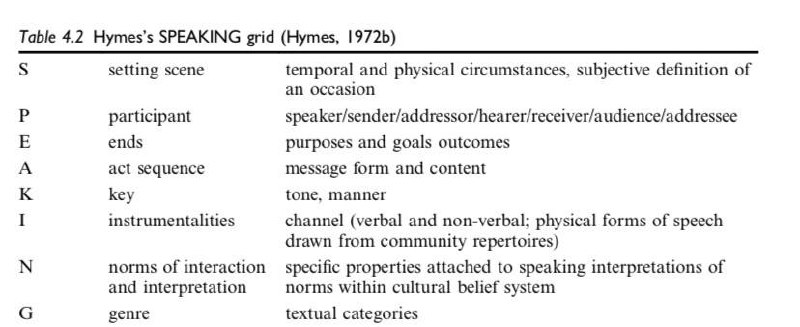 Table 4.2 Hymes's SPEAKING grid (Hymes, 1972b)
S setting scene temporal and physical circumstances, subjective definition of
an occasion
P participant speaker/sender/addressor/hearer/receiver/audience/addressee
E ends purposes and goals outcomes
A act sequence message form and content
K key tone, manner
I instrumentalities channel (verbal and non-verbal; physical forms of speech
drawn from community repertoires)
N norms of interaction specific properties attached to speaking interpretations of
and interpretation norms within cultural belief system
G genre textual categories